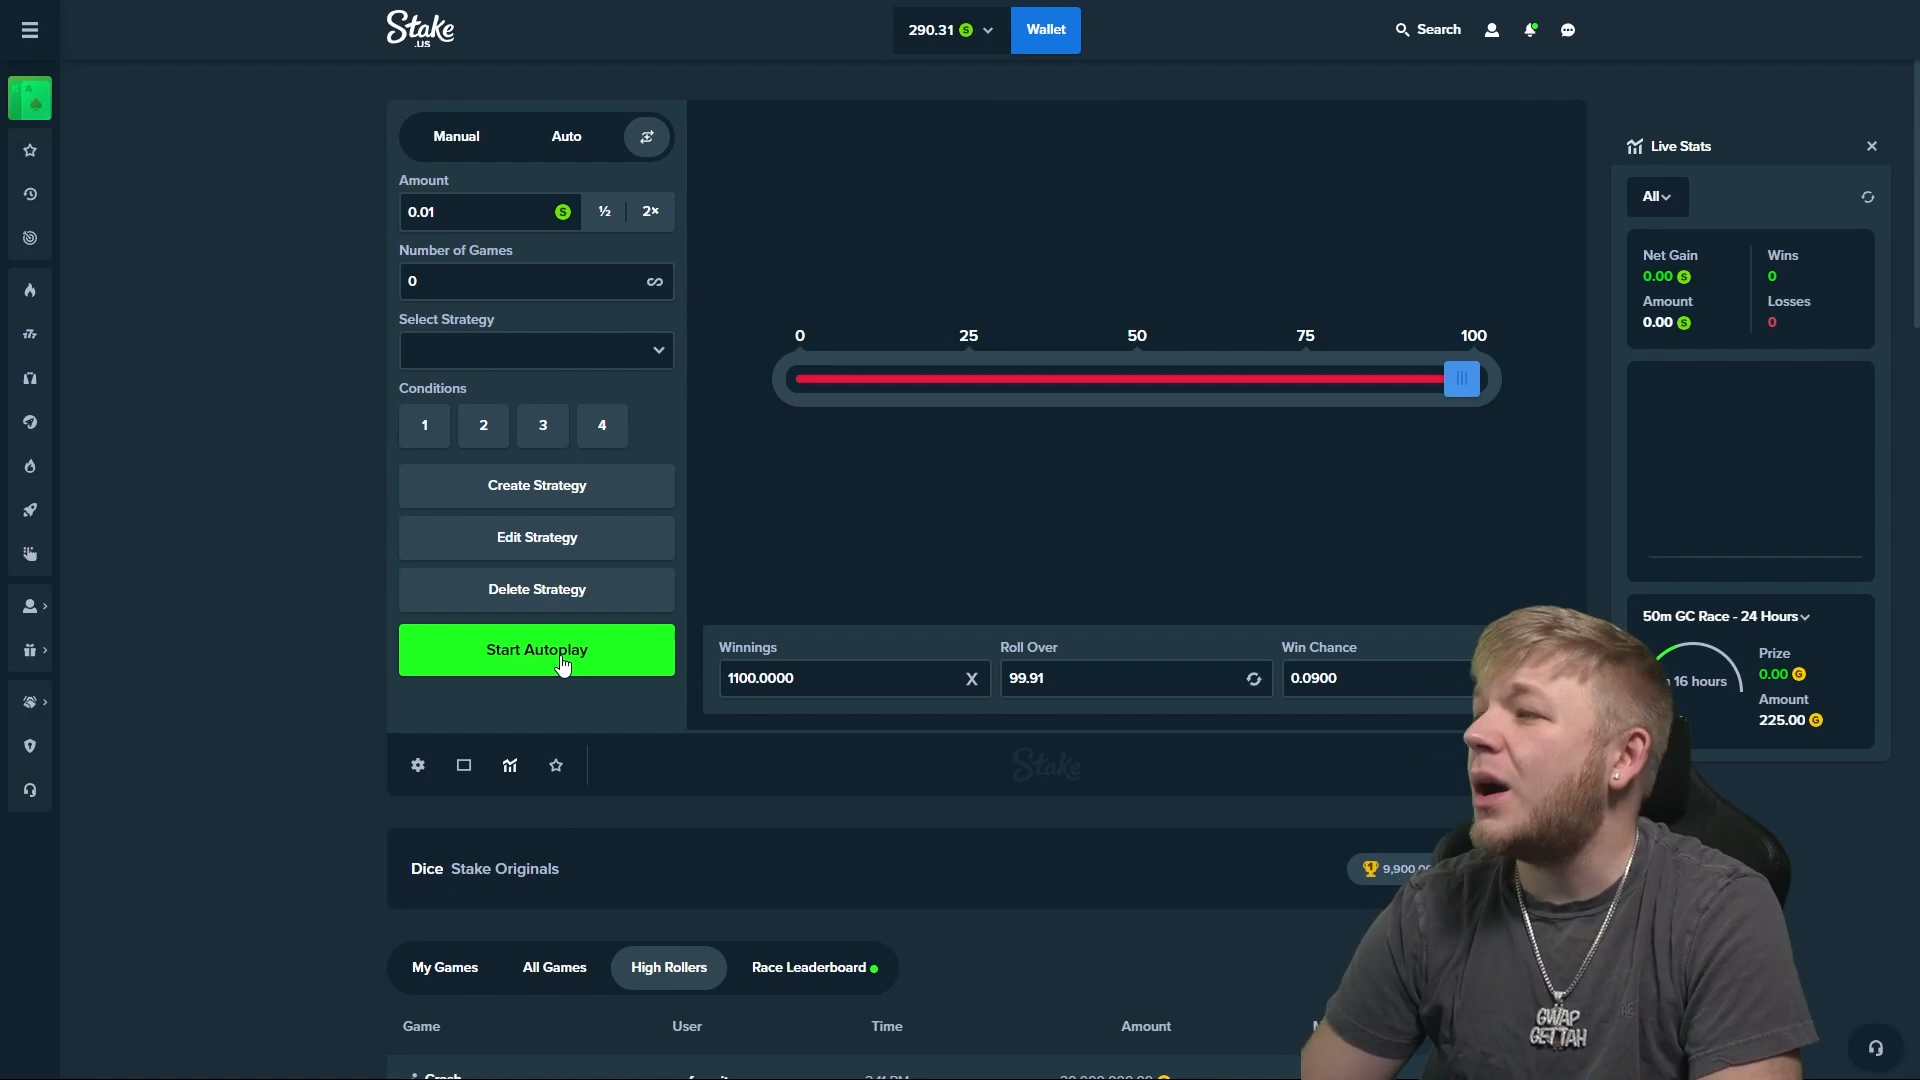 Stake
.US
290.31
Wallet
Search
Manual
Auto
Amount
0.01
½
2×
Number of Games
0
Select Strategy
Conditions
1
2
3
4
Create Strategy
Edit Strategy
Delete Strategy
Start Autoplay
0
25
50
75
100
Winnings
1100.0000
Roll Over
99.91
Win Chance
0.0900
Live Stats
All
Net Gain
0.00
Wins
0
Amount
0.00
Losses
0
50m GC Race - 24 Hours
16 hours
Prize
0.00
Amount
225.00
Stake
Dice Stake Originals
My Games
All Games
High Rollers
Race Leaderboard
Game
User
Time
Amount
GWAP
GETTAH